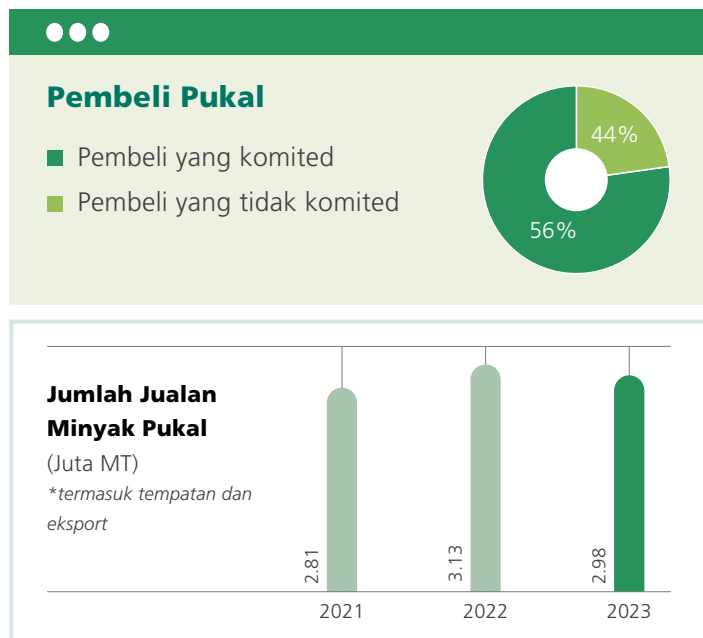 Pembeli Pukal
Pembeli yang komited
Pembeli yang tidak komited
44%
56%
Jumlah Jualan
Minyak Pukal
(Juta MT)
*termasuk tempatan dan
eksport
2.81
3.13
2.98
2021
2022
2023